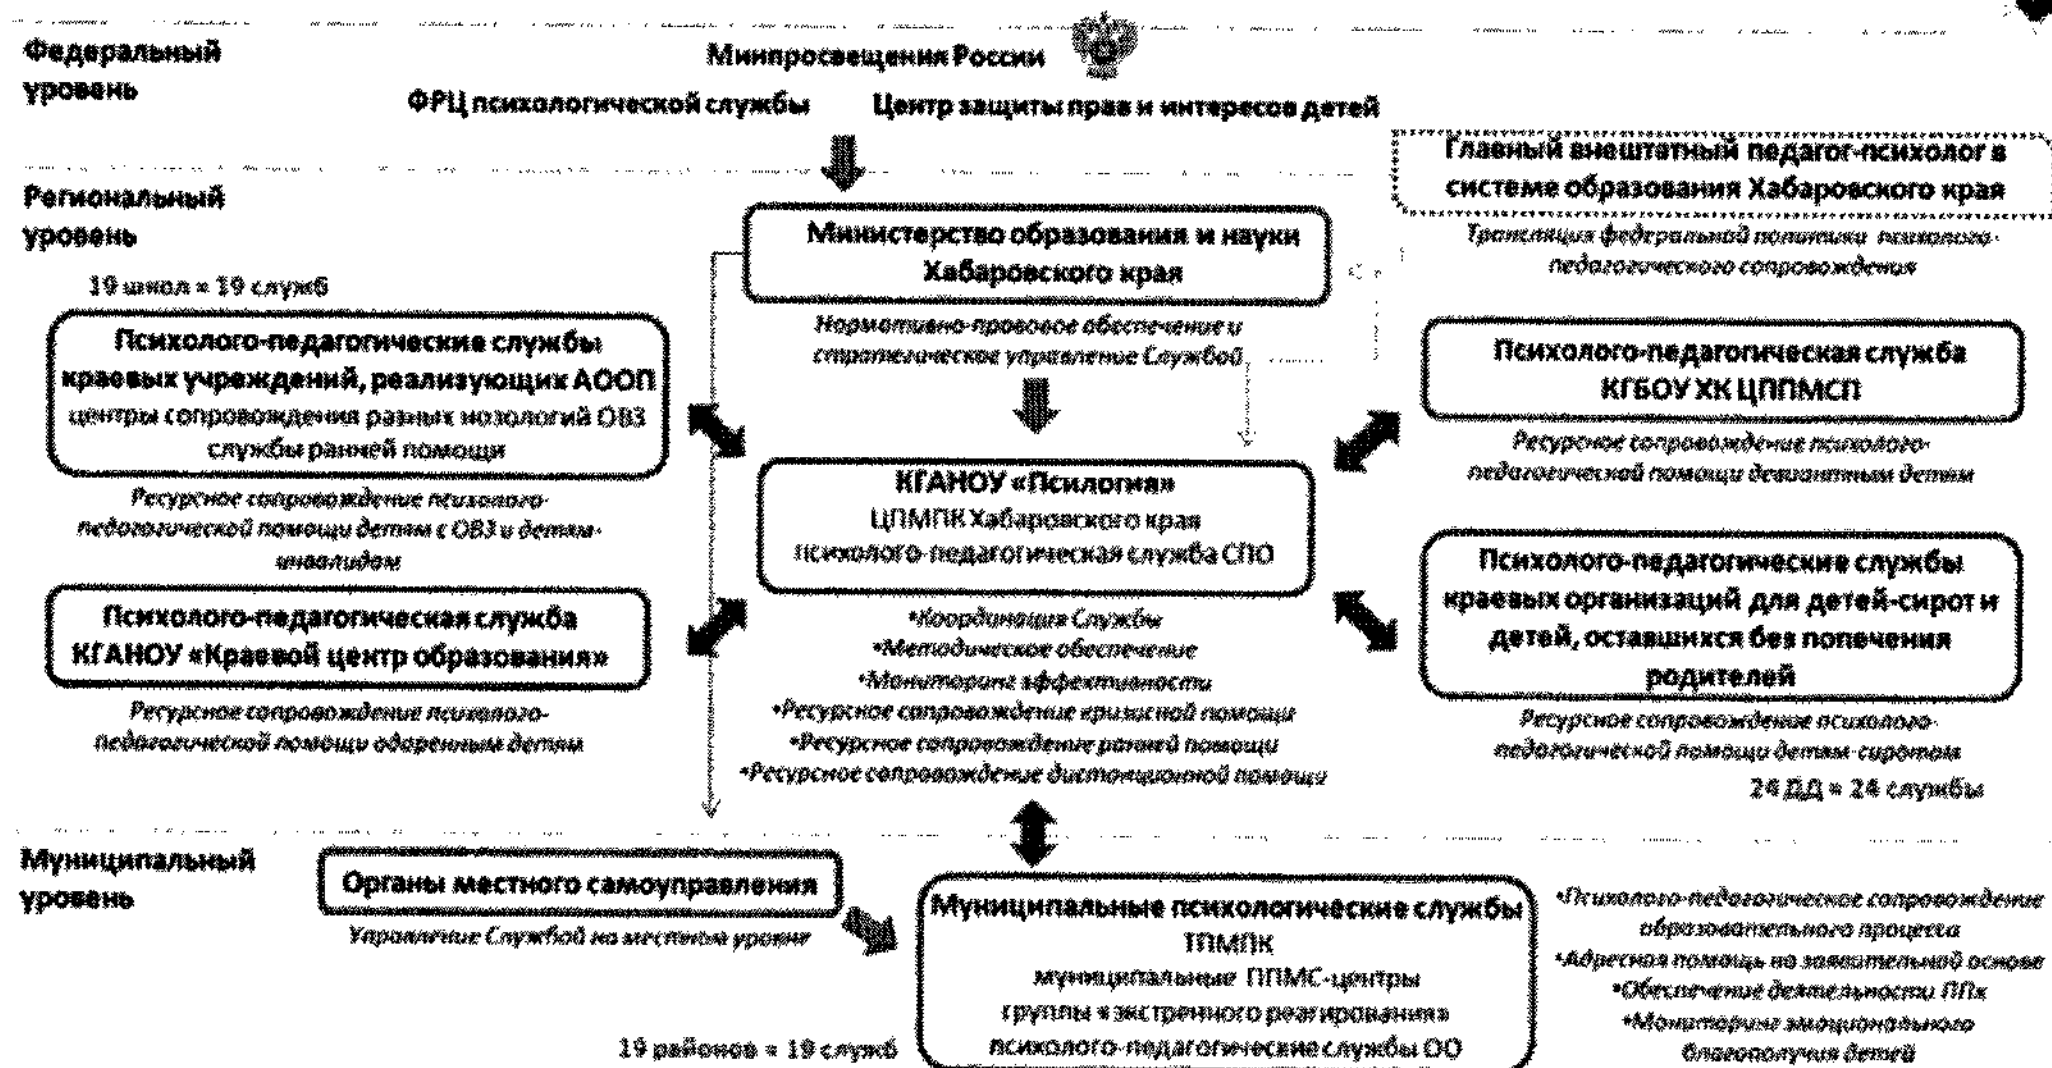 Федеральный
уровень
Минпросвещения России
ФРЦ психологической службы
Центр защиты прав и интересов детей
Главный внештатный педагог-психолог в
системе образования Хабаровского края
Трансляция федеральной политики психолого-
педагогического сопровождения
Региональный
уровень
Министерство образования и науки
Хабаровского края
Нормативно-правовое обеспечение и
стратегическое управление Службой
19 школ = 19 служб
Психолого-педагогические службы
краевых учреждений, реализующих АООП
центры сопровождения разных нозологий ОВЗ
службы ранней помощи
Ресурсное сопровождение психолого-
педагогической помощи детям с ОВЗ и детям-
инвалидам
Психолого-педагогическая служба
КГАНОУ «Краевой центр образования»
Ресурсное сопровождение психолого-
педагогической помощи одаренным детям
КГАНОУ «Псилогия»
ЦПМПК Хабаровского края
психолого-педагогическая служба СПО
•Координация Службы
•Методическое обеспечение
•Мониторинг эффективности
•Ресурсное сопровождение кризисной помощи
•Ресурсное сопровождение ранней помощи
•Ресурсное сопровождение дистанционной помощи
Психолого-педагогическая служба
КГБОУ ХК ЦППМСП
Ресурсное сопровождение психолого-
педагогической помощи девиантным детям
Психолого-педагогические службы
краевых организаций для детей-сирот и
детей, оставшихся без попечения
родителей
Ресурсное сопровождение психолого-
педагогической помощи детям-сиротам
24 ДД = 24 службы
Муниципальный
уровень
Органы местного самоуправления
Управление Службой на местном уровне
19 районов = 19 служб
Муниципальные психологические службы
ТПМПК
муниципальные ППМС-центры
группы «экстренного реагирования»
психолого-педагогические службы ОО
•Психолого-педагогическое сопровождение
образовательного процесса
•Адресная помощь на заявительной основе
•Обеспечение деятельности ППк
•Мониторинг эмоционального
благополучия детей